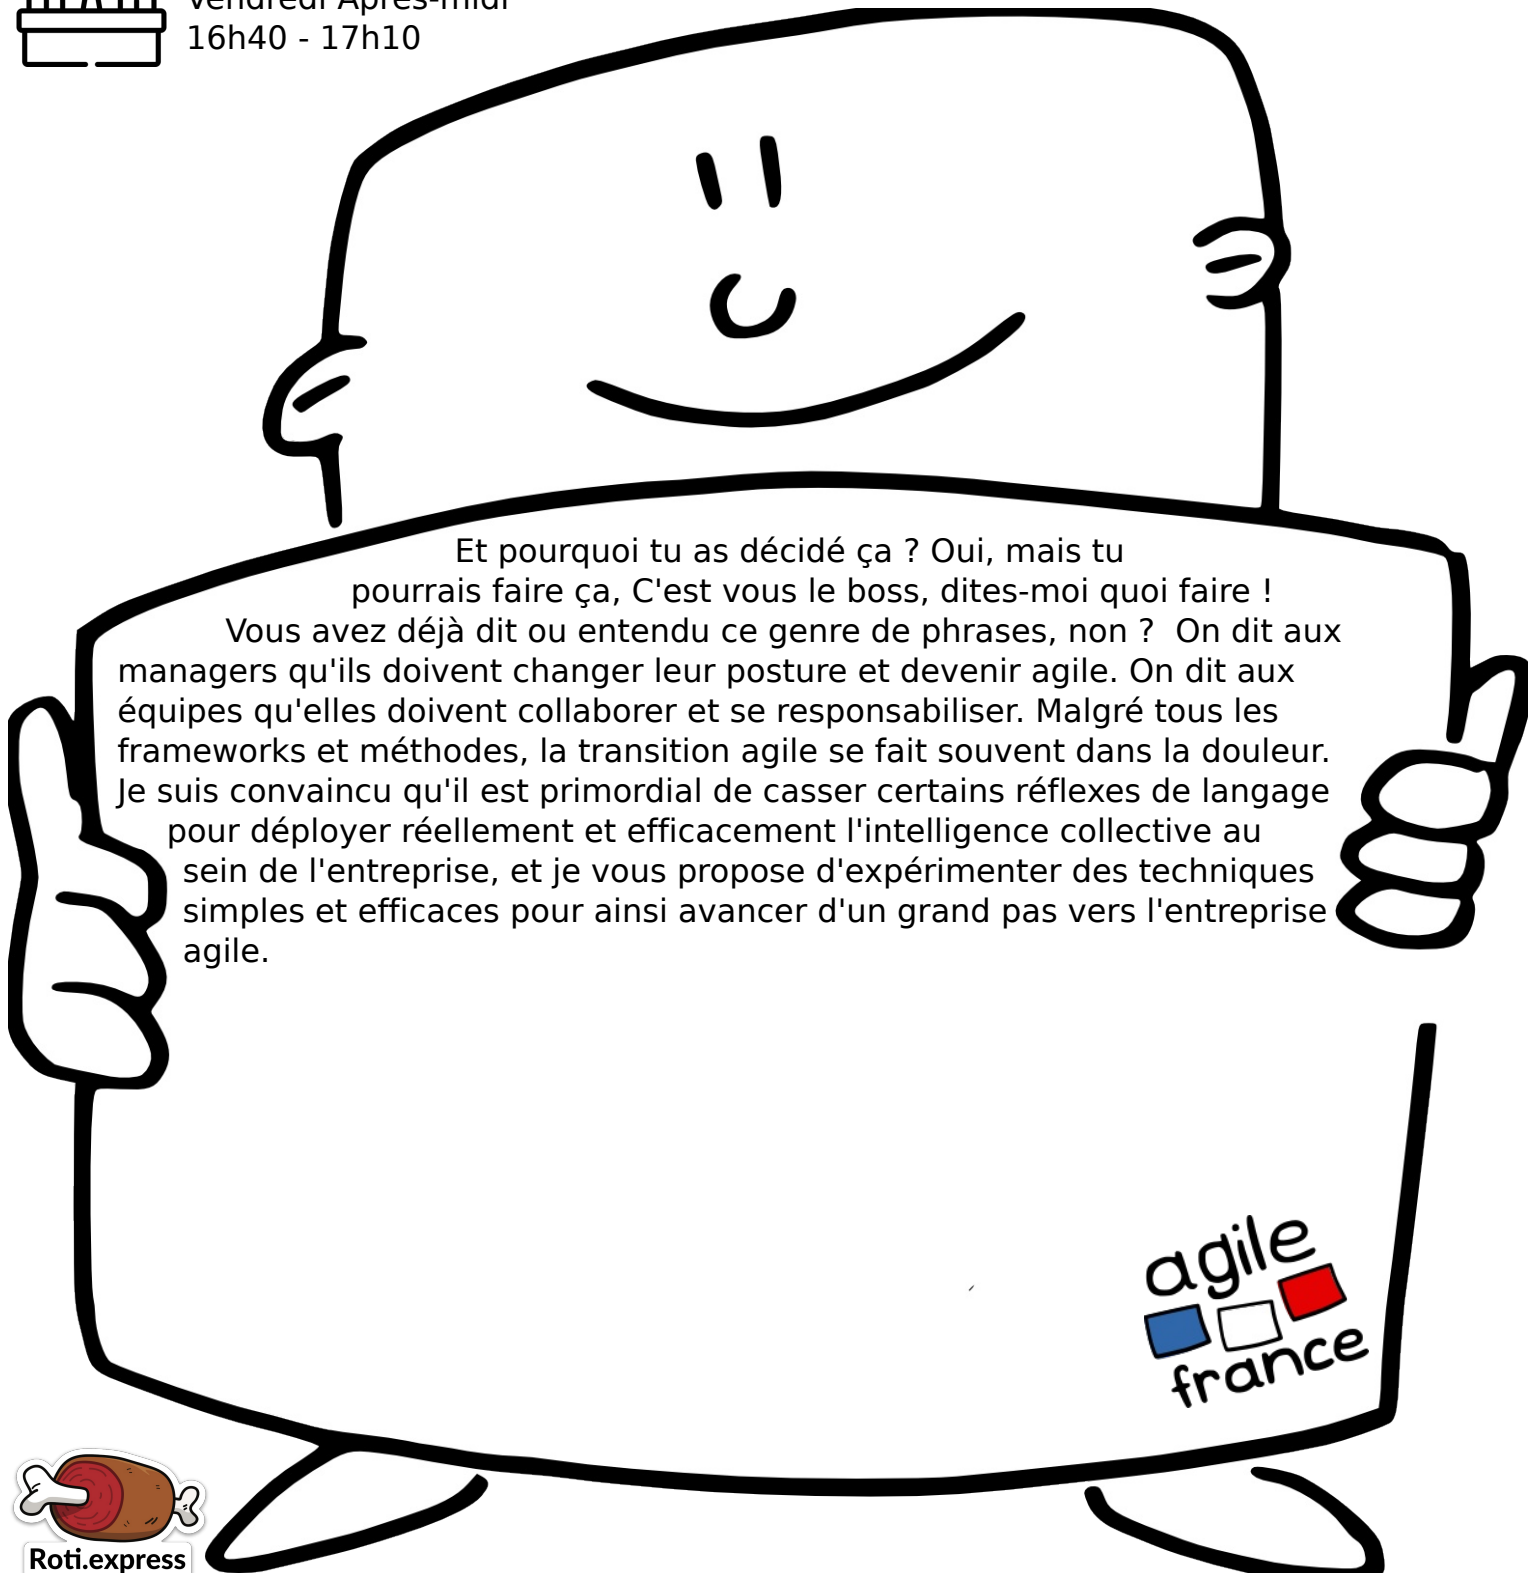 Vendredi Après-midi
16h40 - 17h10
Et pourquoi tu as décidé ça ? Oui, mais tu
pourrais faire ça, C'est vous le boss, dites-moi quoi faire !
Vous avez déjà dit ou entendu ce genre de phrases, non ?  On dit aux
managers qu'ils doivent changer leur posture et devenir agile. On dit aux
équipes qu'elles doivent collaborer et se responsabiliser. Malgré tous les
frameworks et méthodes, la transition agile se fait souvent dans la douleur.
Je suis convaincu qu'il est primordial de casser certains réflexes de langage
pour déployer réellement et efficacement l'intelligence collective au
sein de l'entreprise, et je vous propose d'expérimenter des techniques
simples et efficaces pour ainsi avancer d'un grand pas vers l'entreprise
agile.
agile
france
Roti.express